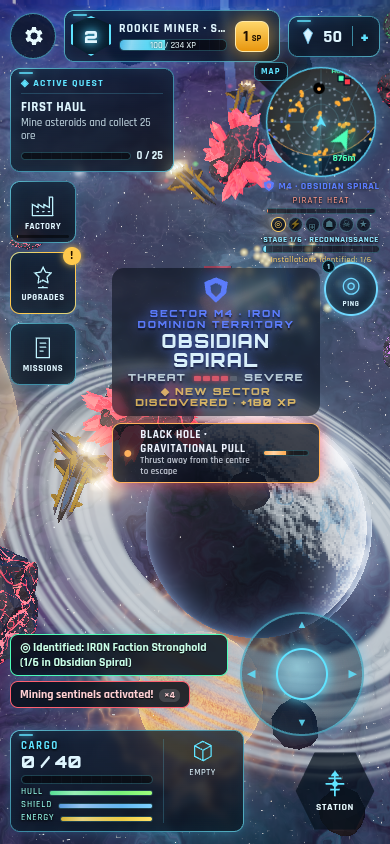 2
ROOKIE MINER · S...
100 / 234 XP
1 SP
50
+
MAP
◆ ACTIVE QUEST
FIRST HAUL
Mine asteroids and collect 25 ore
0 / 25
876m
M4 · OBSIDIAN SPIRAL
PIRATE HEAT
STAGE 1/6 · RECONNAISSANCE
Installations identified: 1/6
FACTORY
!
UPGRADES
MISSIONS
1
PING
SECTOR M4 · IRON
DOMINION TERRITORY
OBSIDIAN
SPIRAL
THREAT
SEVERE
◆ NEW SECTOR
DISCOVERED · +180 XP
BLACK HOLE ·
GRAVITATIONAL PULL
Thrust away from the centre
to escape
◎ Identified: IRON Faction Stronghold
(1/6 in Obsidian Spiral)
Mining sentinels activated!
×4
CARGO
0 / 40
HULL
SHIELD
ENERGY
EMPTY
STATION